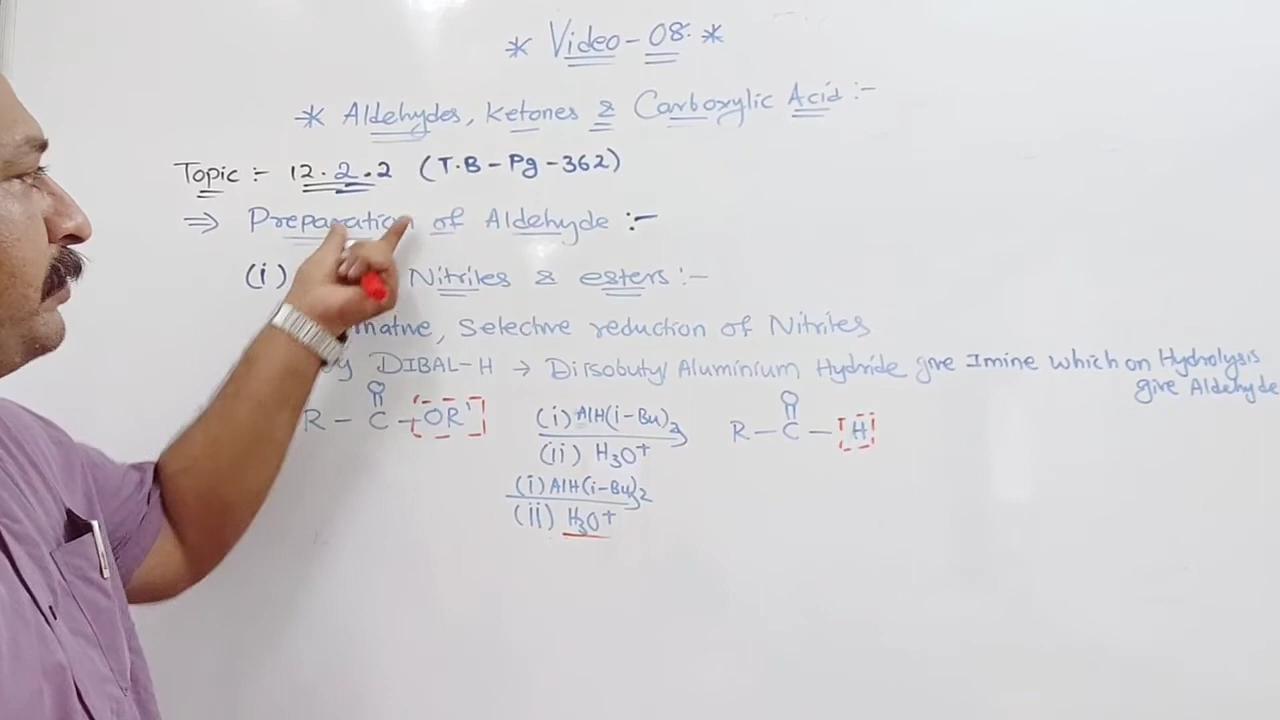 * Video - 08. *
* Aldehydes, Ketones & Carboxylic Acid :-
Topic :- 12.2.2 (T.B - Pg - 362)
⇒ Preparation of Aldehyde :-
(i) Nitriles & esters :-
Selective reduction of Nitriles
DIBAL-H → Diisobutyl Aluminium Hydride give Imine which on Hydrolysis
give Aldehyde
O
R - C - OR'
(i) AlH(i-Bu)2
(ii) H3O+
O
R - C - H
(i) AlH(i-Bu)2
(ii) H3O+